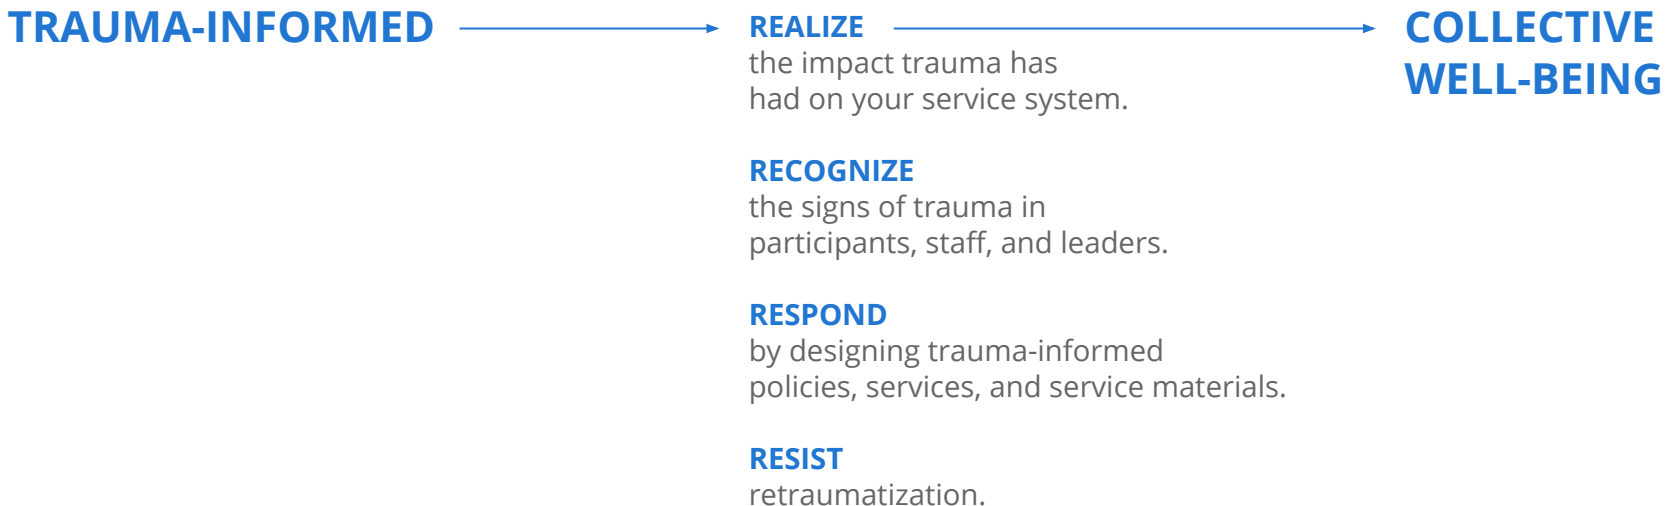 TRAUMA-INFORMED
REALIZE
the impact trauma has
had on your service system.
RECOGNIZE
the signs of trauma in
participants, staff, and leaders.
RESPOND
by designing trauma-informed
policies, services, and service materials.
RESIST
retraumatization.
COLLECTIVE
WELL-BEING